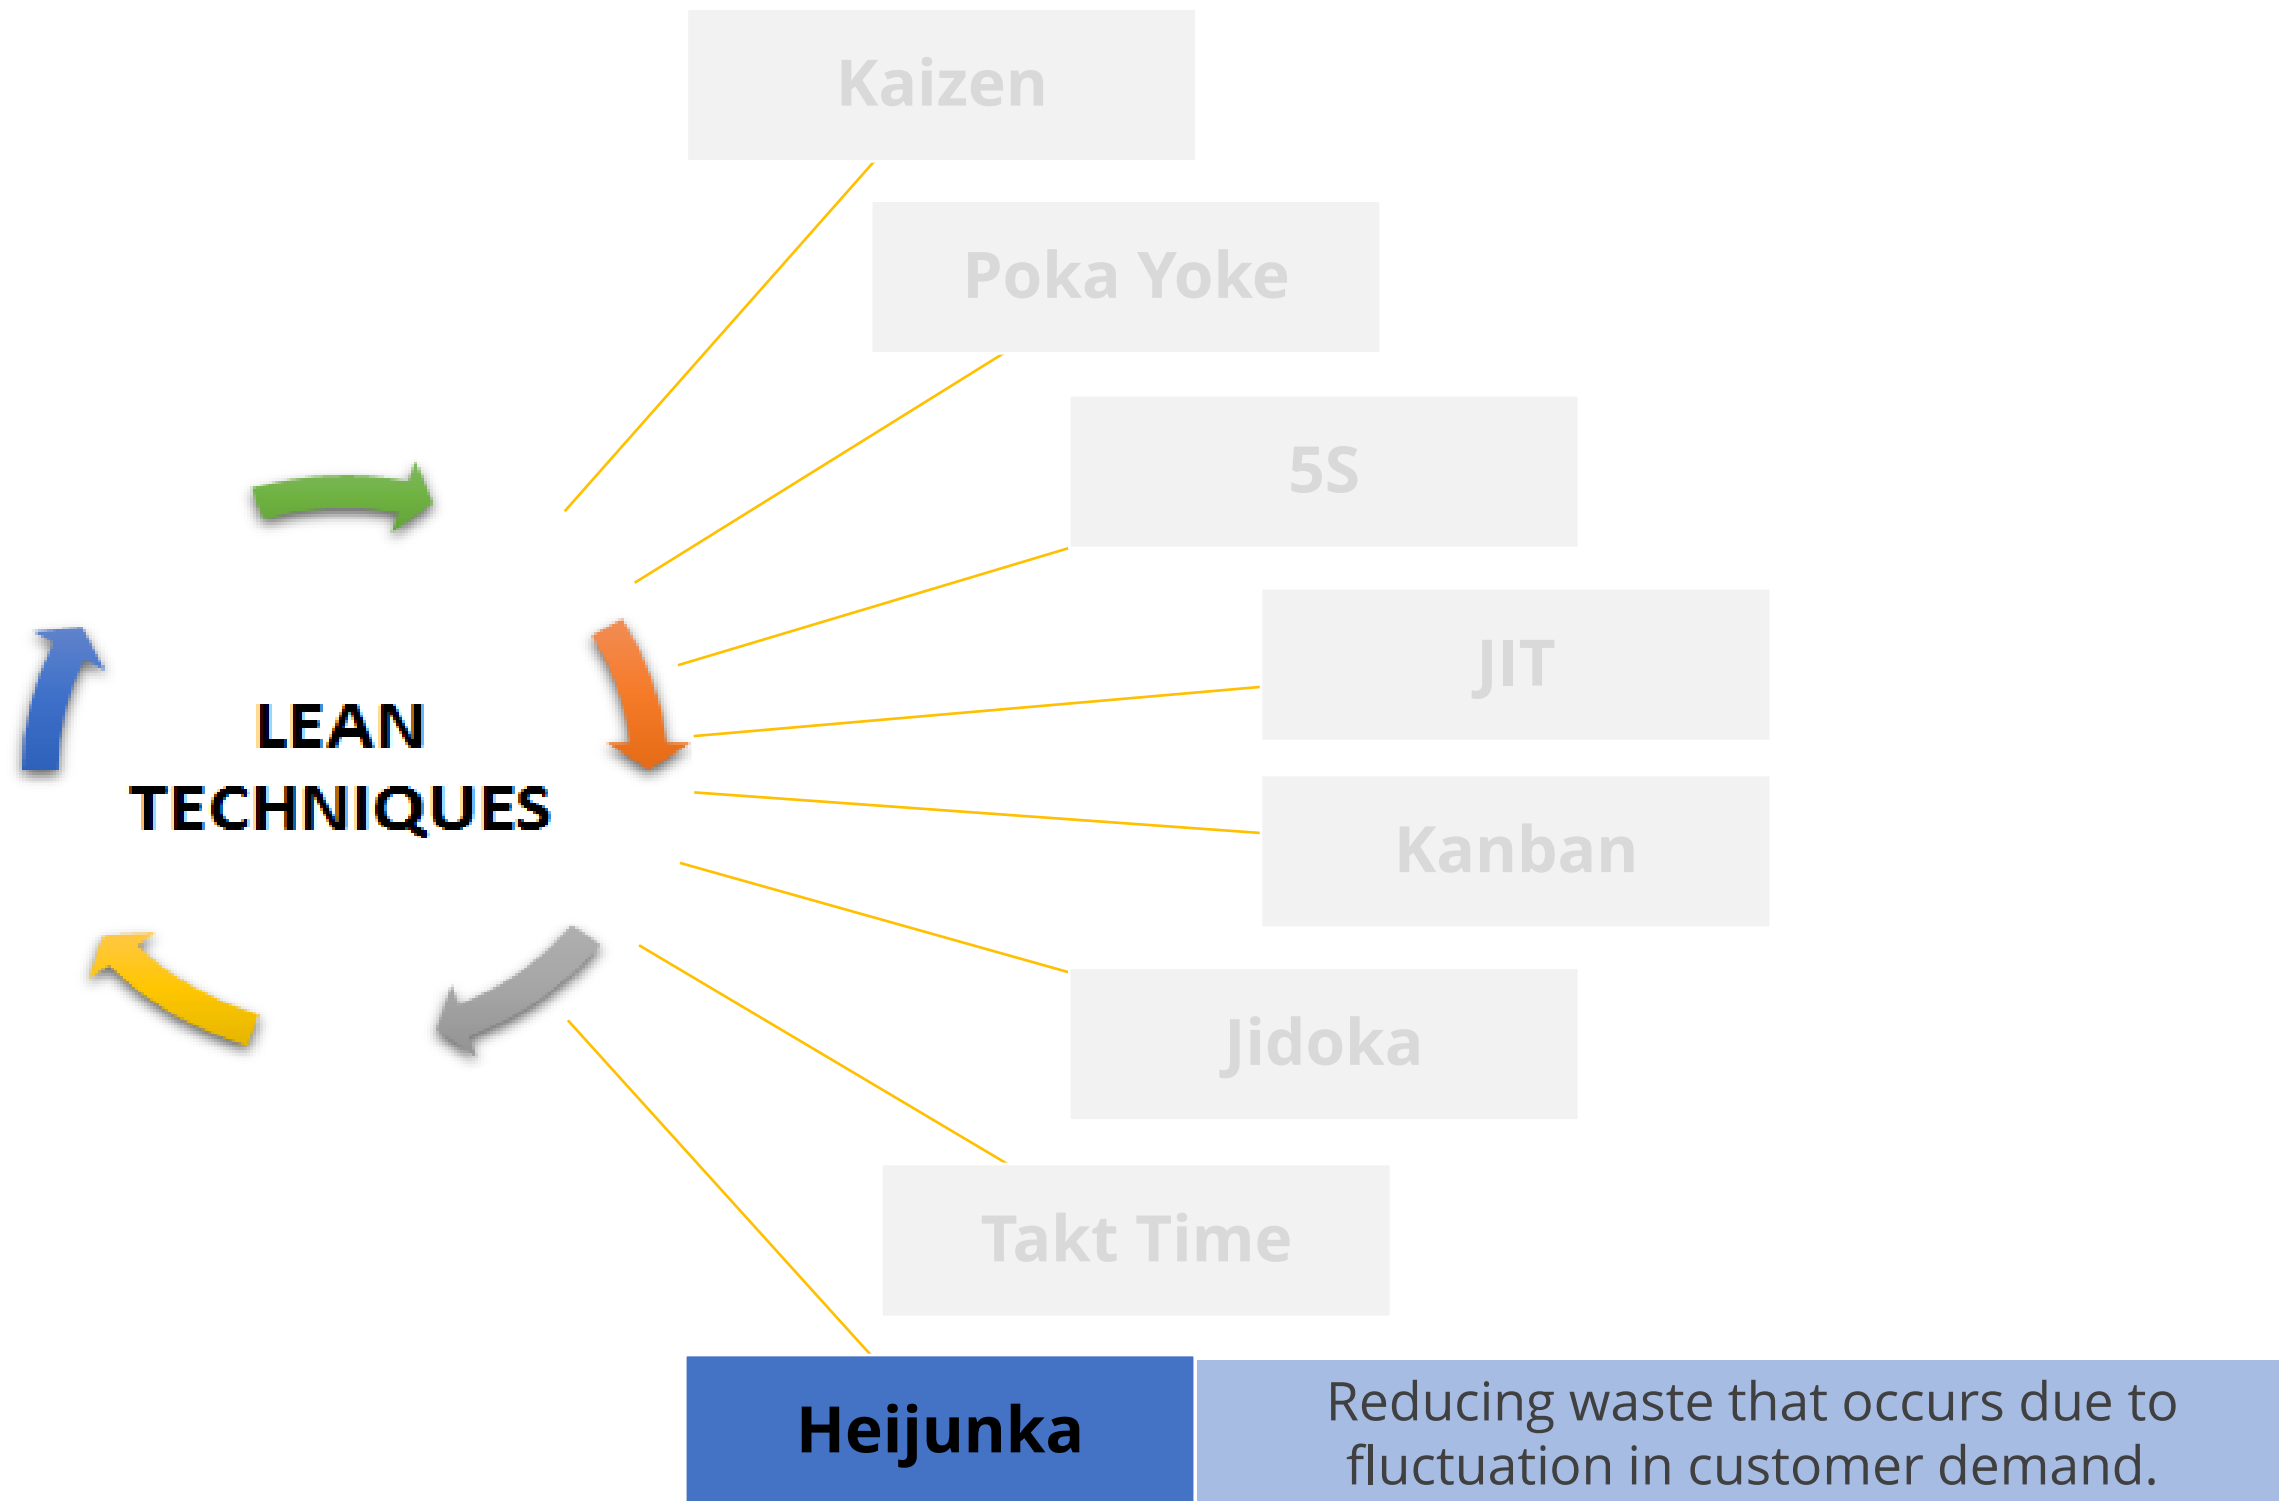 Kaizen
Poka Yoke
5S
JIT
LEAN
TECHNIQUES
Kanban
Jidoka
Takt Time
Heijunka
Reducing waste that occurs due to
fluctuation in customer demand.